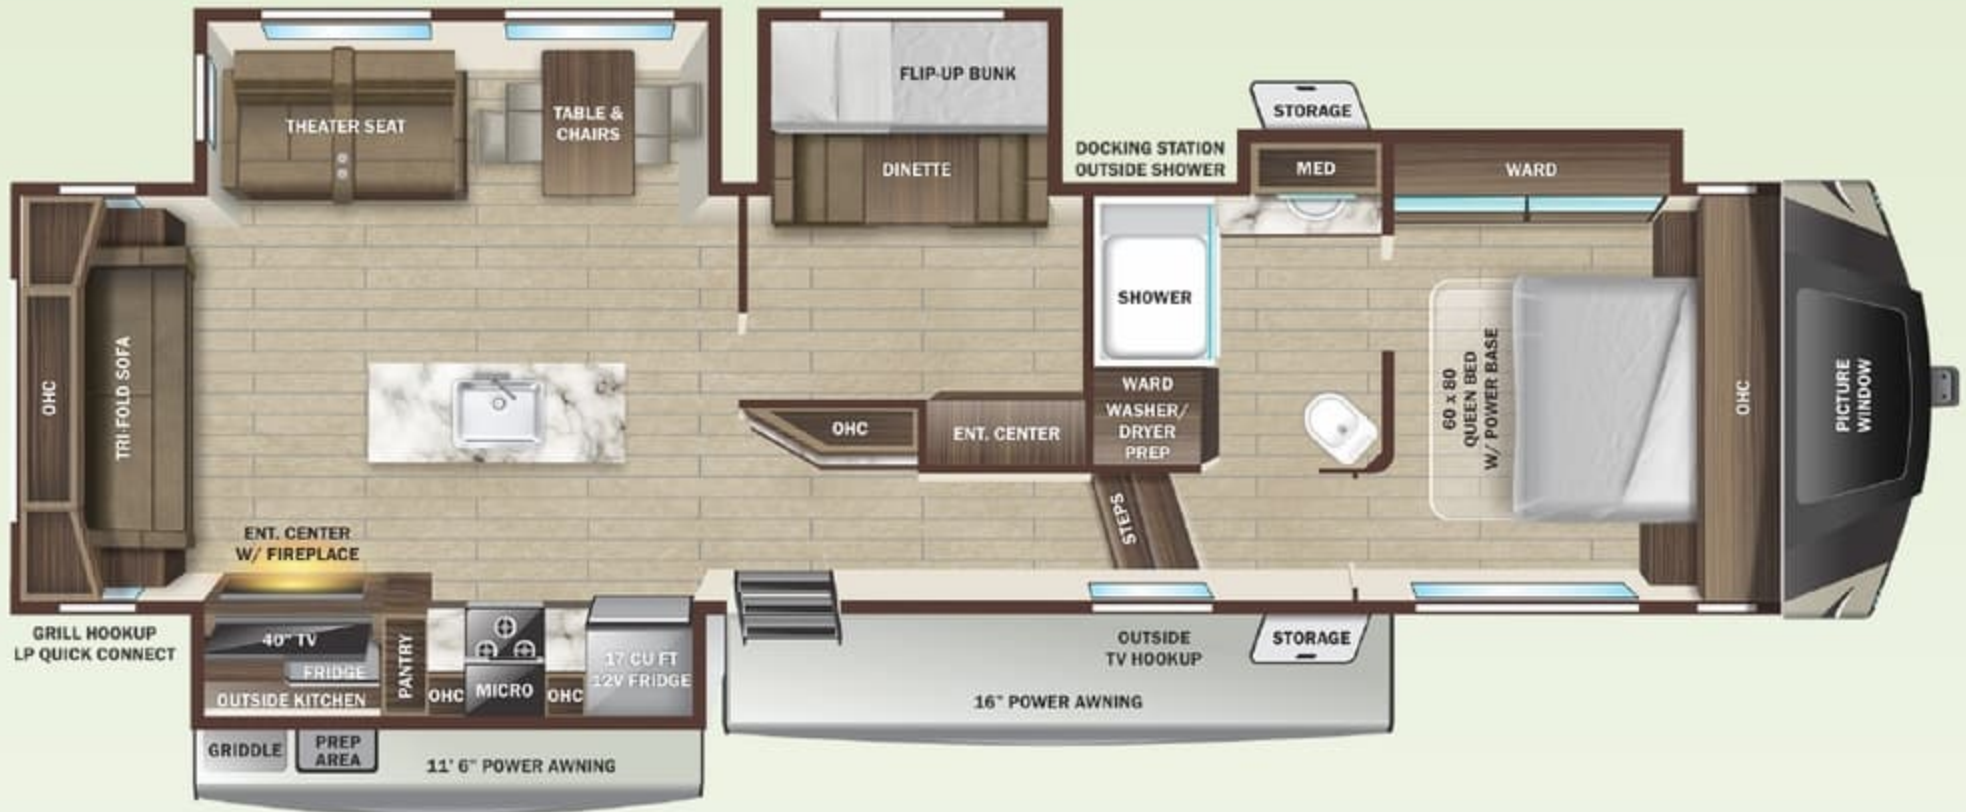 FLIP-UP BUNK
THEATER SEAT
TABLE &
CHAIRS
STORAGE
DOCKING STATION
OUTSIDE SHOWER
DINETTE
MED
WARD
OHC
TRI-FOLD SOFA
SHOWER
60 x 80
QUEEN BED
W/ POWER BASE
OHC
PICTURE
WINDOW
WARD
WASHER/
DRYER
PREP
OHC
ENT. CENTER
STEPS
ENT. CENTER
W/ FIREPLACE
GRILL HOOKUP
LP QUICK CONNECT
40" TV
FRIDGE
OUTSIDE KITCHEN
PANTRY
OHC
MICRO
OHC
17 CU FT
12V FRIDGE
OUTSIDE
TV HOOKUP
STORAGE
16" POWER AWNING
GRIDDLE
PREP
AREA
11' 6" POWER AWNING